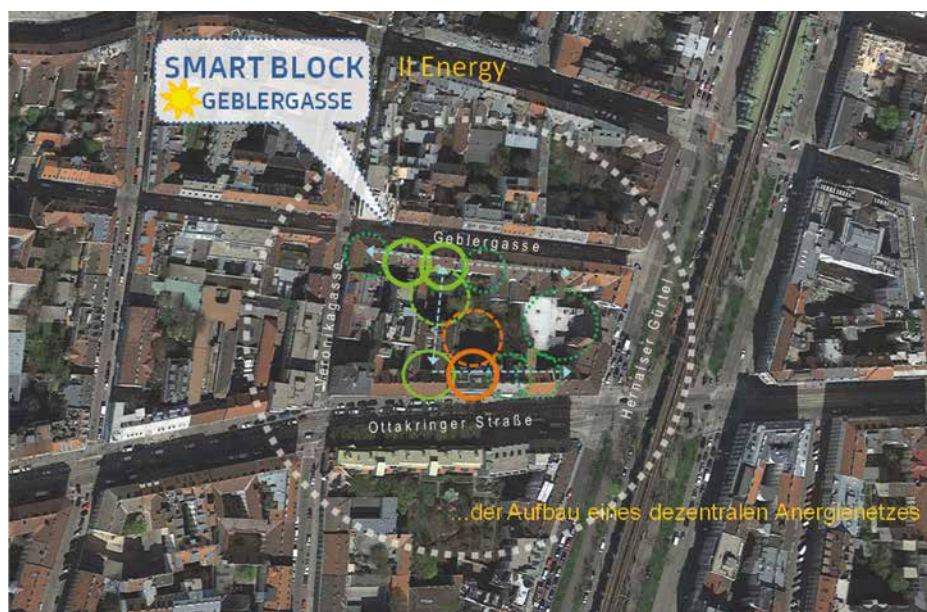 SMART BLOCK
GEBLERGASSE
II Energy
Geblergasse
Veronikagasse
Hernalser Gürtel
Ottakringer Straße
...der Aufbau eines dezentralen Anergienetzes